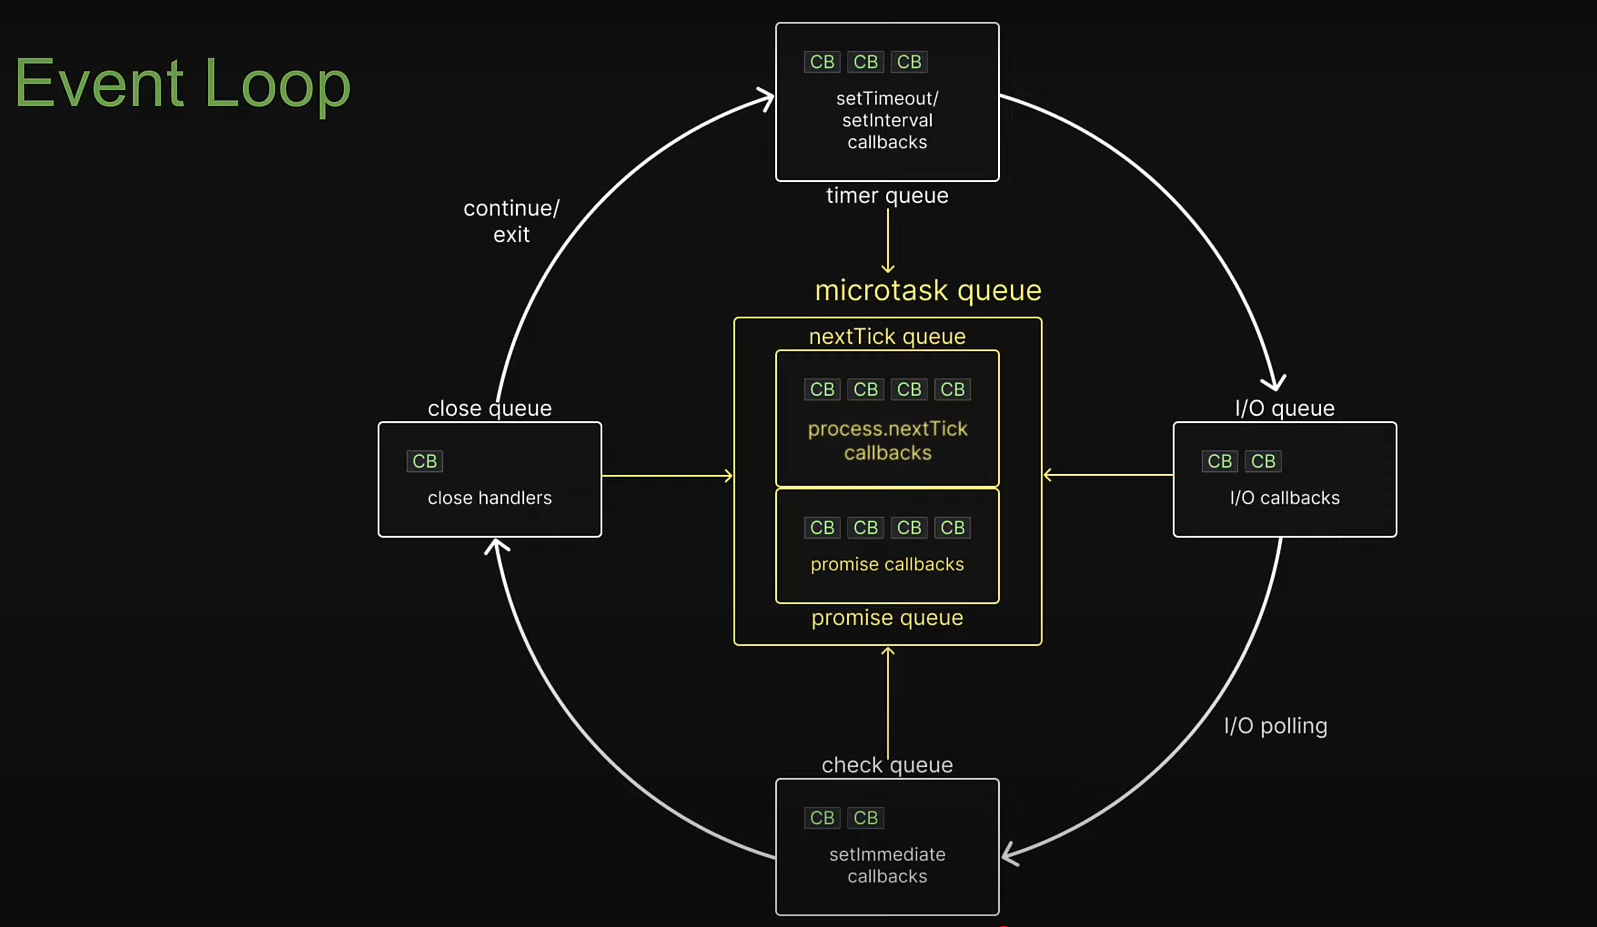 Event Loop
CB CB CB
setTimeout/
setInterval
callbacks
timer queue
continue/
exit
microtask queue
nextTick queue
CB CB CB CB
process.nextTick
callbacks
CB CB CB CB
promise callbacks
promise queue
close queue
CB
close handlers
I/O queue
CB CB
I/O callbacks
I/O polling
check queue
CB CB
setImmediate
callbacks